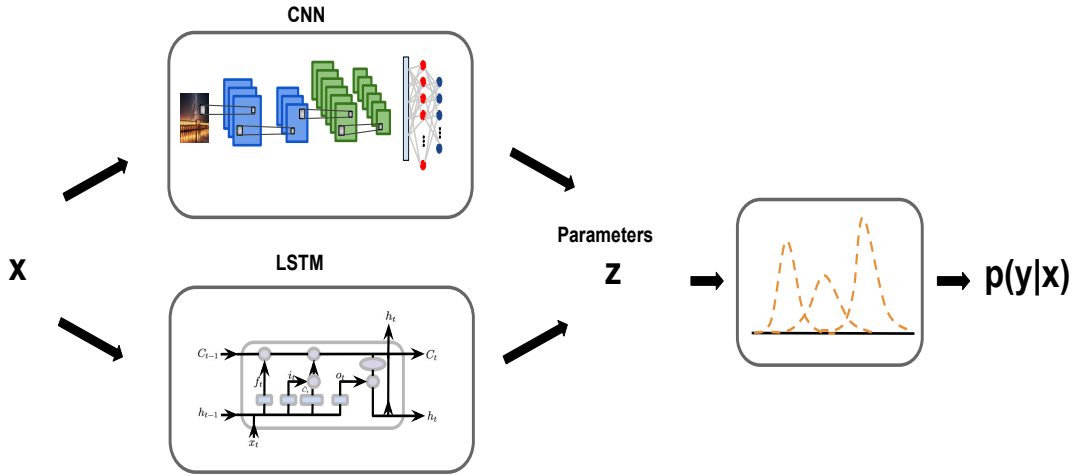 CNN
x
Parameters
z
p(y|x)
LSTM
h_t
C_{t-1}
C_t
f_t
i_t
o_t
h_{t-1}
h_t
x_t